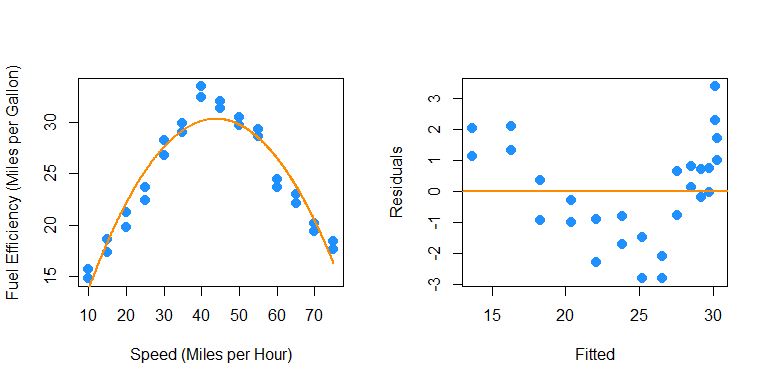 Fuel Efficiency (Miles per Gallon)
30
25
20
15
10 20 30 40 50 60 70
Speed (Miles per Hour)
Residuals
3
2
1
0
-1
-2
-3
15 20 25 30
Fitted